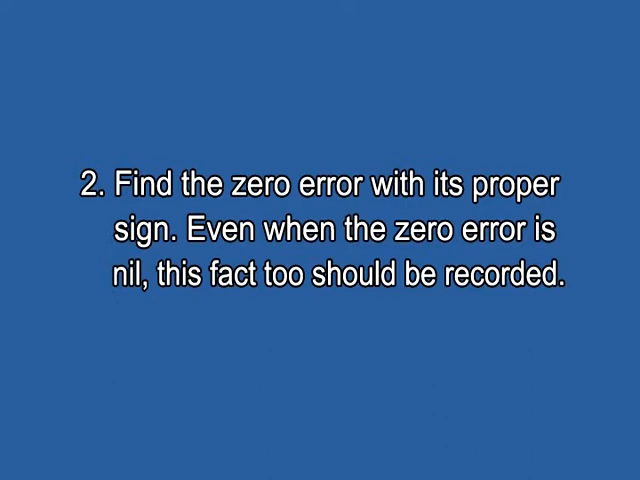 2. Find the zero error with its proper
sign. Even when the zero error is
nil, this fact too should be recorded.